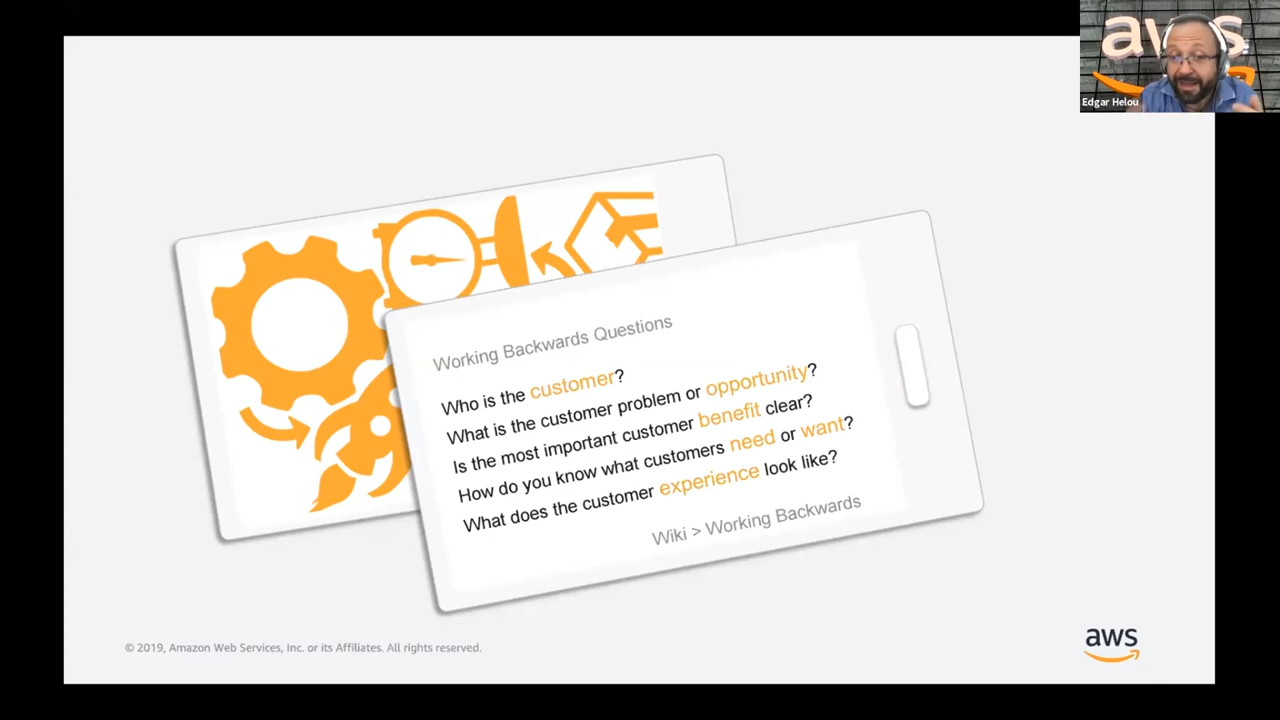 aws
Edgar Helou
Working Backwards Questions
Who is the customer?
What is the customer problem or opportunity?
Is the most important customer benefit clear?
How do you know what customers need or want?
What does the customer experience look like?
Wiki > Working Backwards
© 2019, Amazon Web Services, Inc. or its Affiliates. All rights reserved.
aws